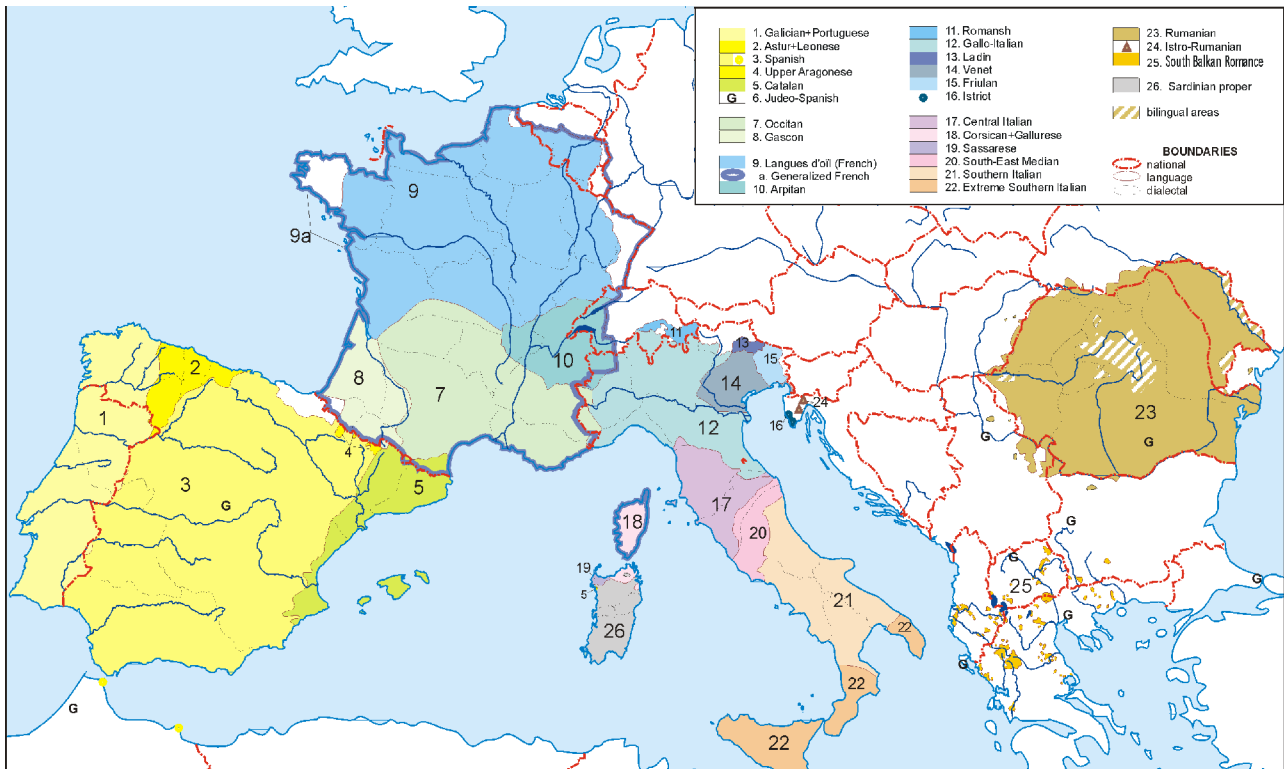 1. Galician+Portuguese
2. Astur+Leonese
3. Spanish
4. Upper Aragonese
5. Catalan
G 6. Judeo-Spanish
7. Occitan
8. Gascon
9. Langues d'oïl (French)
a. Generalized French
10. Arpitan
11. Romansh
12. Gallo-Italian
13. Ladin
14. Venet
15. Friulan
16. Istriot
17. Central Italian
18. Corsican+Gallurese
19. Sassarese
20. South-East Median
21. Southern Italian
22. Extreme Southern Italian
23. Rumanian
24. Istro-Rumanian
25. South Balkan Romance
26. Sardinian proper
bilingual areas
BOUNDARIES
national
language
dialectal
9
9a
11
13
15
10
14
2
8
7
24
16
12
23
G
G
1
4
3
5
G
17
18
20
G
G
25
G
G
G
19
5
26
21
22
22
22
G